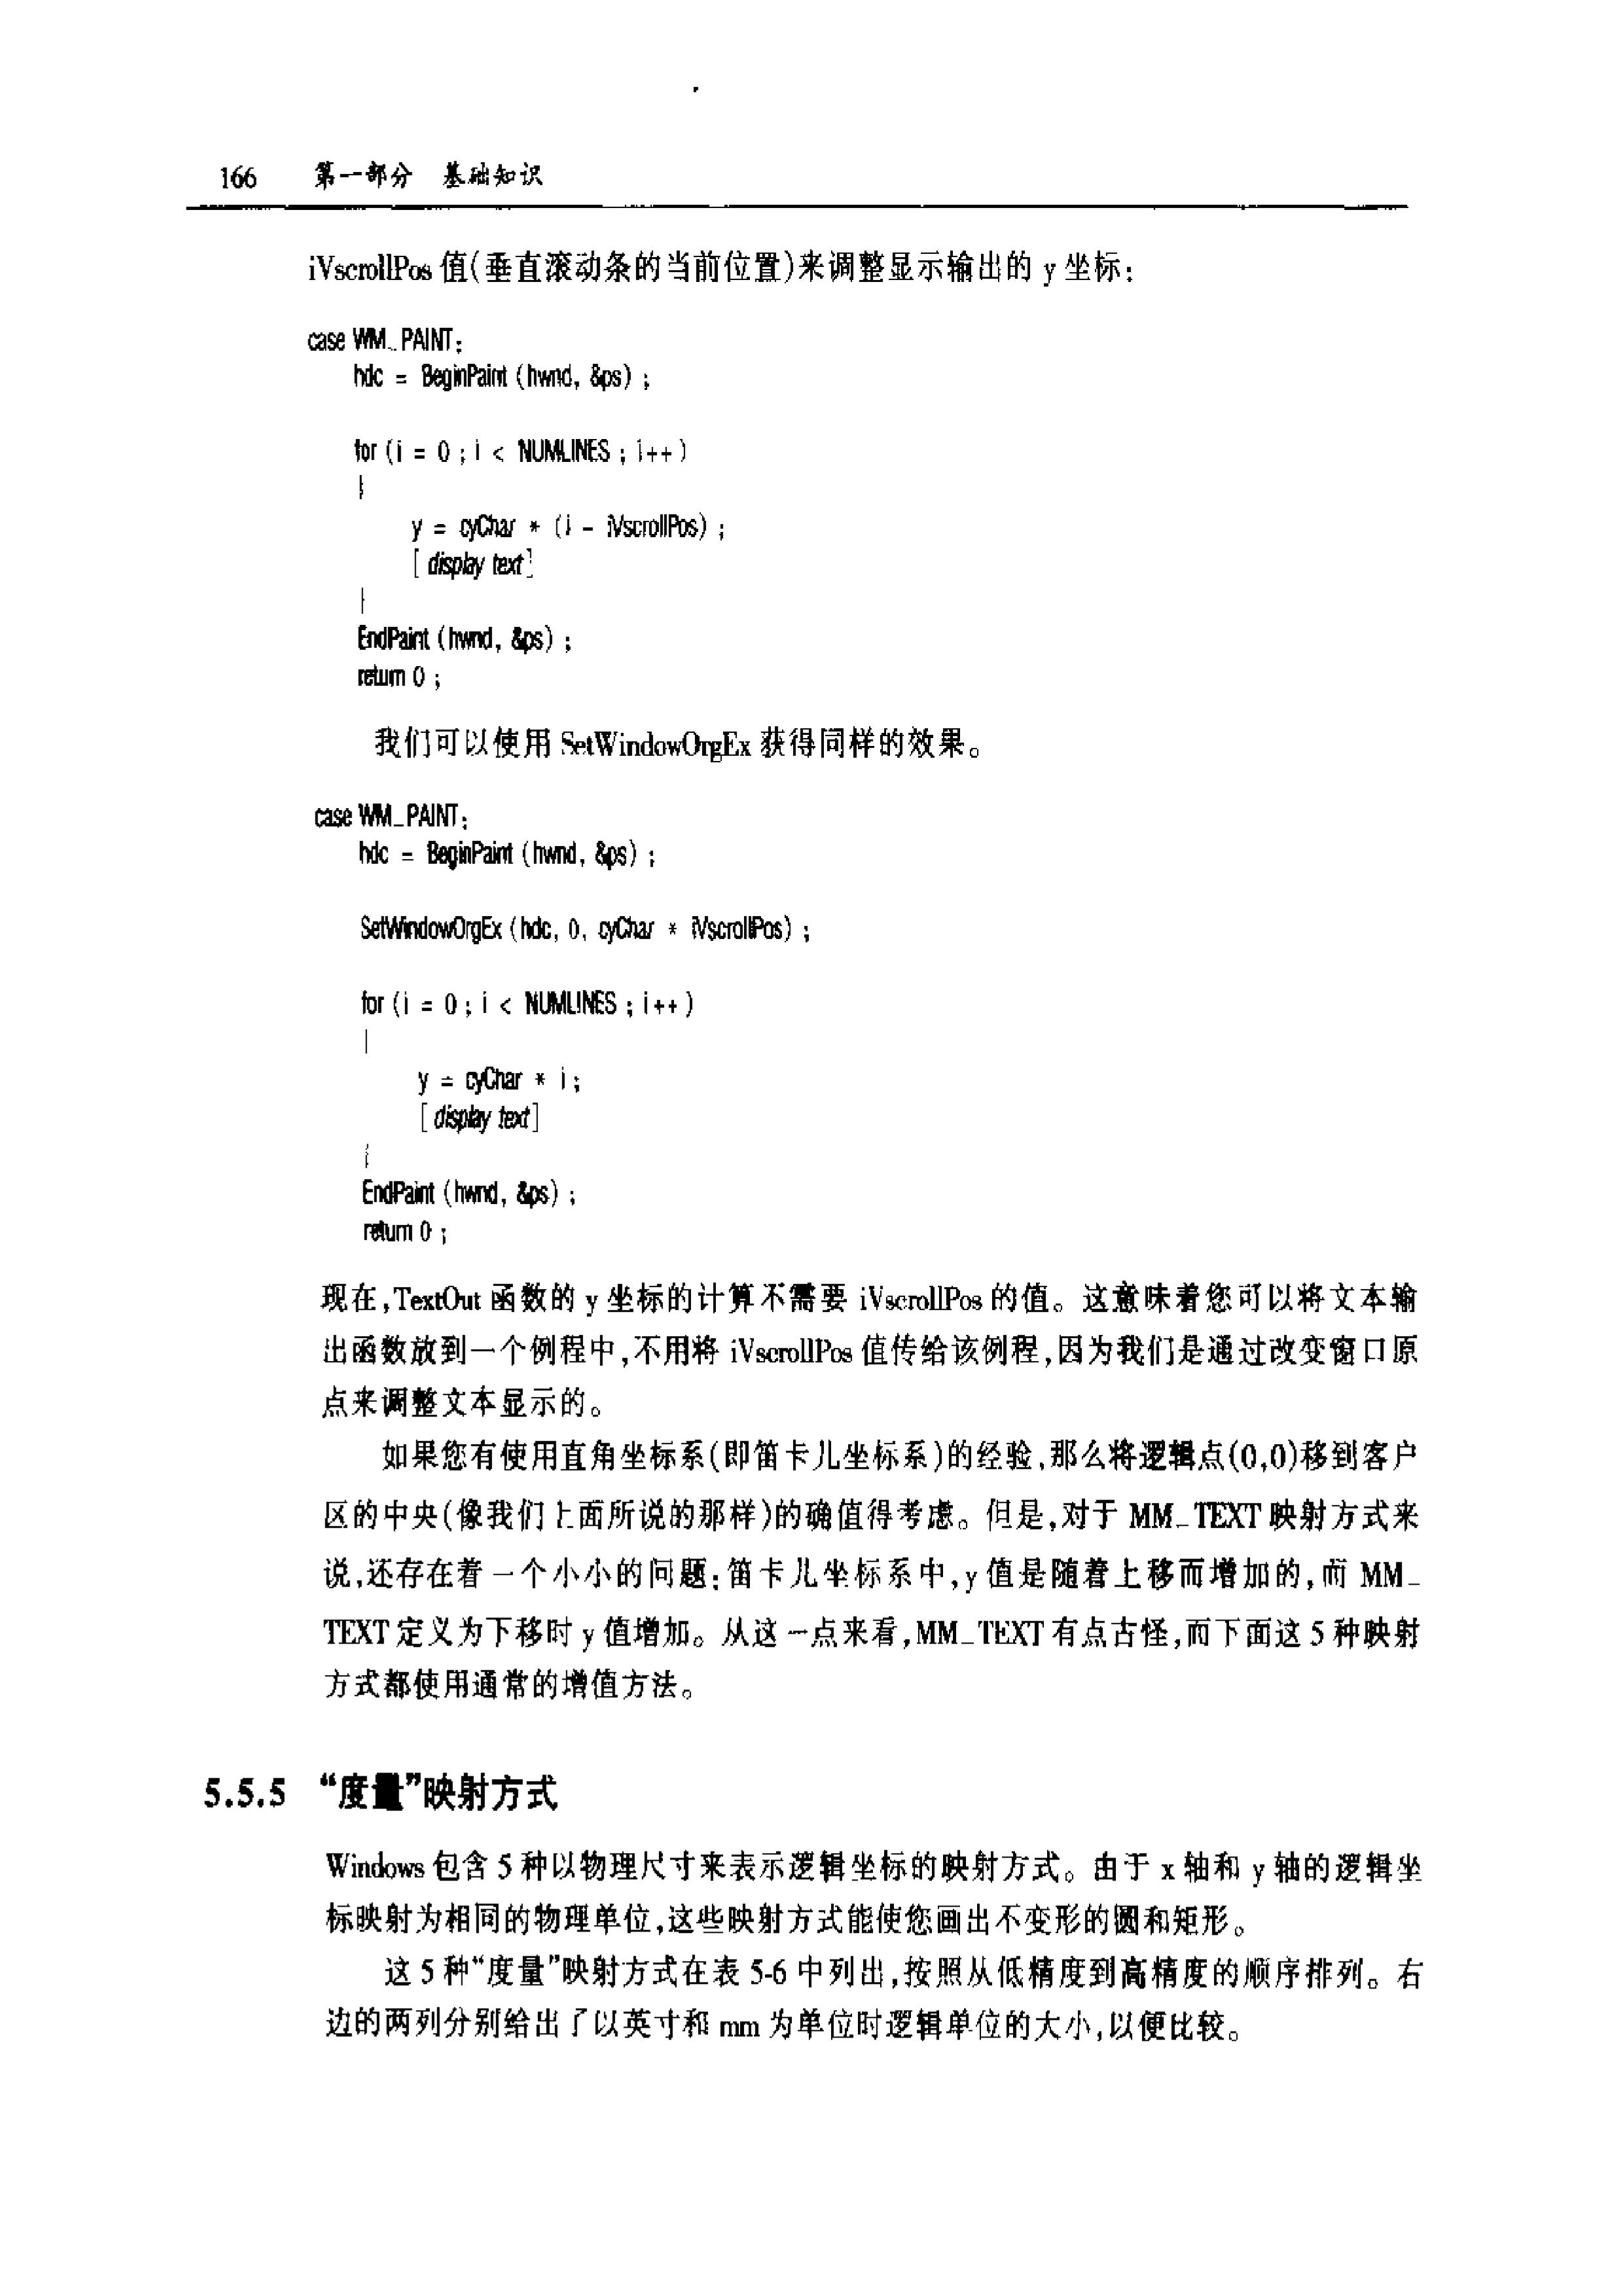 166 第一部分 基础知识
iVscrollPos 值(垂直滚动条的当前位置)来调整显示输出的 y 坐标:
case WM_PAINT:
hdc = BeginPaint (hwnd, &ps) ;
for (i = 0 ; i < NUMLINES ; i++ )
{
y = cyChar * (i - iVscrollPos) ;
[ display text]
}
EndPaint (hwnd, &ps) ;
return 0 ;
我们可以使用 SetWindowOrgEx 获得同样的效果。
case WM_PAINT:
hdc = BeginPaint (hwnd, &ps) ;
SetWindowOrgEx (hdc, 0, cyChar * iVscrollPos) ;
for (i = 0 ; i < NUMLINES ; i++ )
{
y = cyChar * i ;
[ display text]
}
EndPaint (hwnd, &ps) ;
return 0 ;
现在,TextOut 函数的 y 坐标的计算不需要 iVscrollPos 的值。这意味着您可以将文本输
出函数放到一个例程中,不用将 iVscrollPos 值传给该例程,因为我们是通过改变窗口原
点来调整文本显示的。
如果您有使用直角坐标系(即笛卡儿坐标系)的经验,那么将逻辑点(0,0)移到客户
区的中央(像我们上面所说的那样)的确值得考虑。但是,对于 MM_TEXT 映射方式来
说,还存在着一个小小的问题:笛卡儿坐标系中,y 值是随着上移而增加的,而 MM_
TEXT 定义为下移时 y 值增加。从这一点来看,MM_TEXT 有点古怪,而下面这 5 种映射
方式都使用通常的增值方法。
5.5.5 “度量”映射方式
Windows 包含 5 种以物理尺寸来表示逻辑坐标的映射方式。由于 x 轴和 y 轴的逻辑坐
标映射为相同的物理单位,这些映射方式能使您画出不变形的圆和矩形。
这 5 种“度量”映射方式在表 5-6 中列出,按照从低精度到高精度的顺序排列。右
边的两列分别给出了以英寸和 mm 为单位时逻辑单位的大小,以便比较。